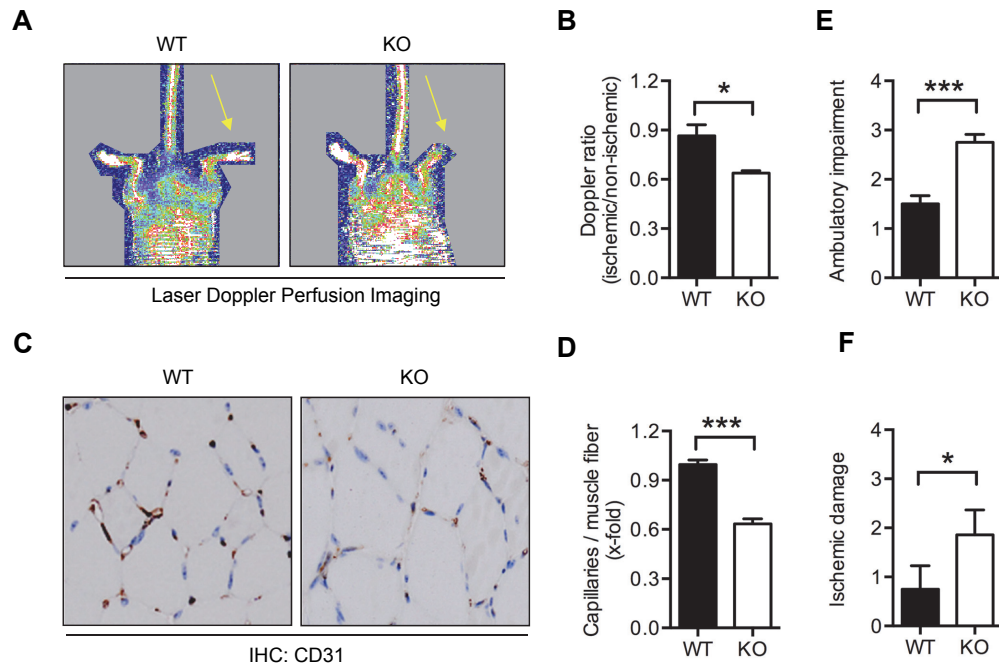 A
WT
KO
Laser Doppler Perfusion Imaging
B
Doppler ratio
(ischemic/non-ischemic)
1.2
0.9
0.6
0.3
0.0
*
WT
KO
E
Ambulatory impairment
4
3
2
1
0
***
WT
KO
C
WT
KO
IHC: CD31
D
Capillaries / muscle fiber
(x-fold)
1.2
0.9
0.6
0.3
0.0
***
WT
KO
F
Ischemic damage
4
3
2
1
0
*
WT
KO